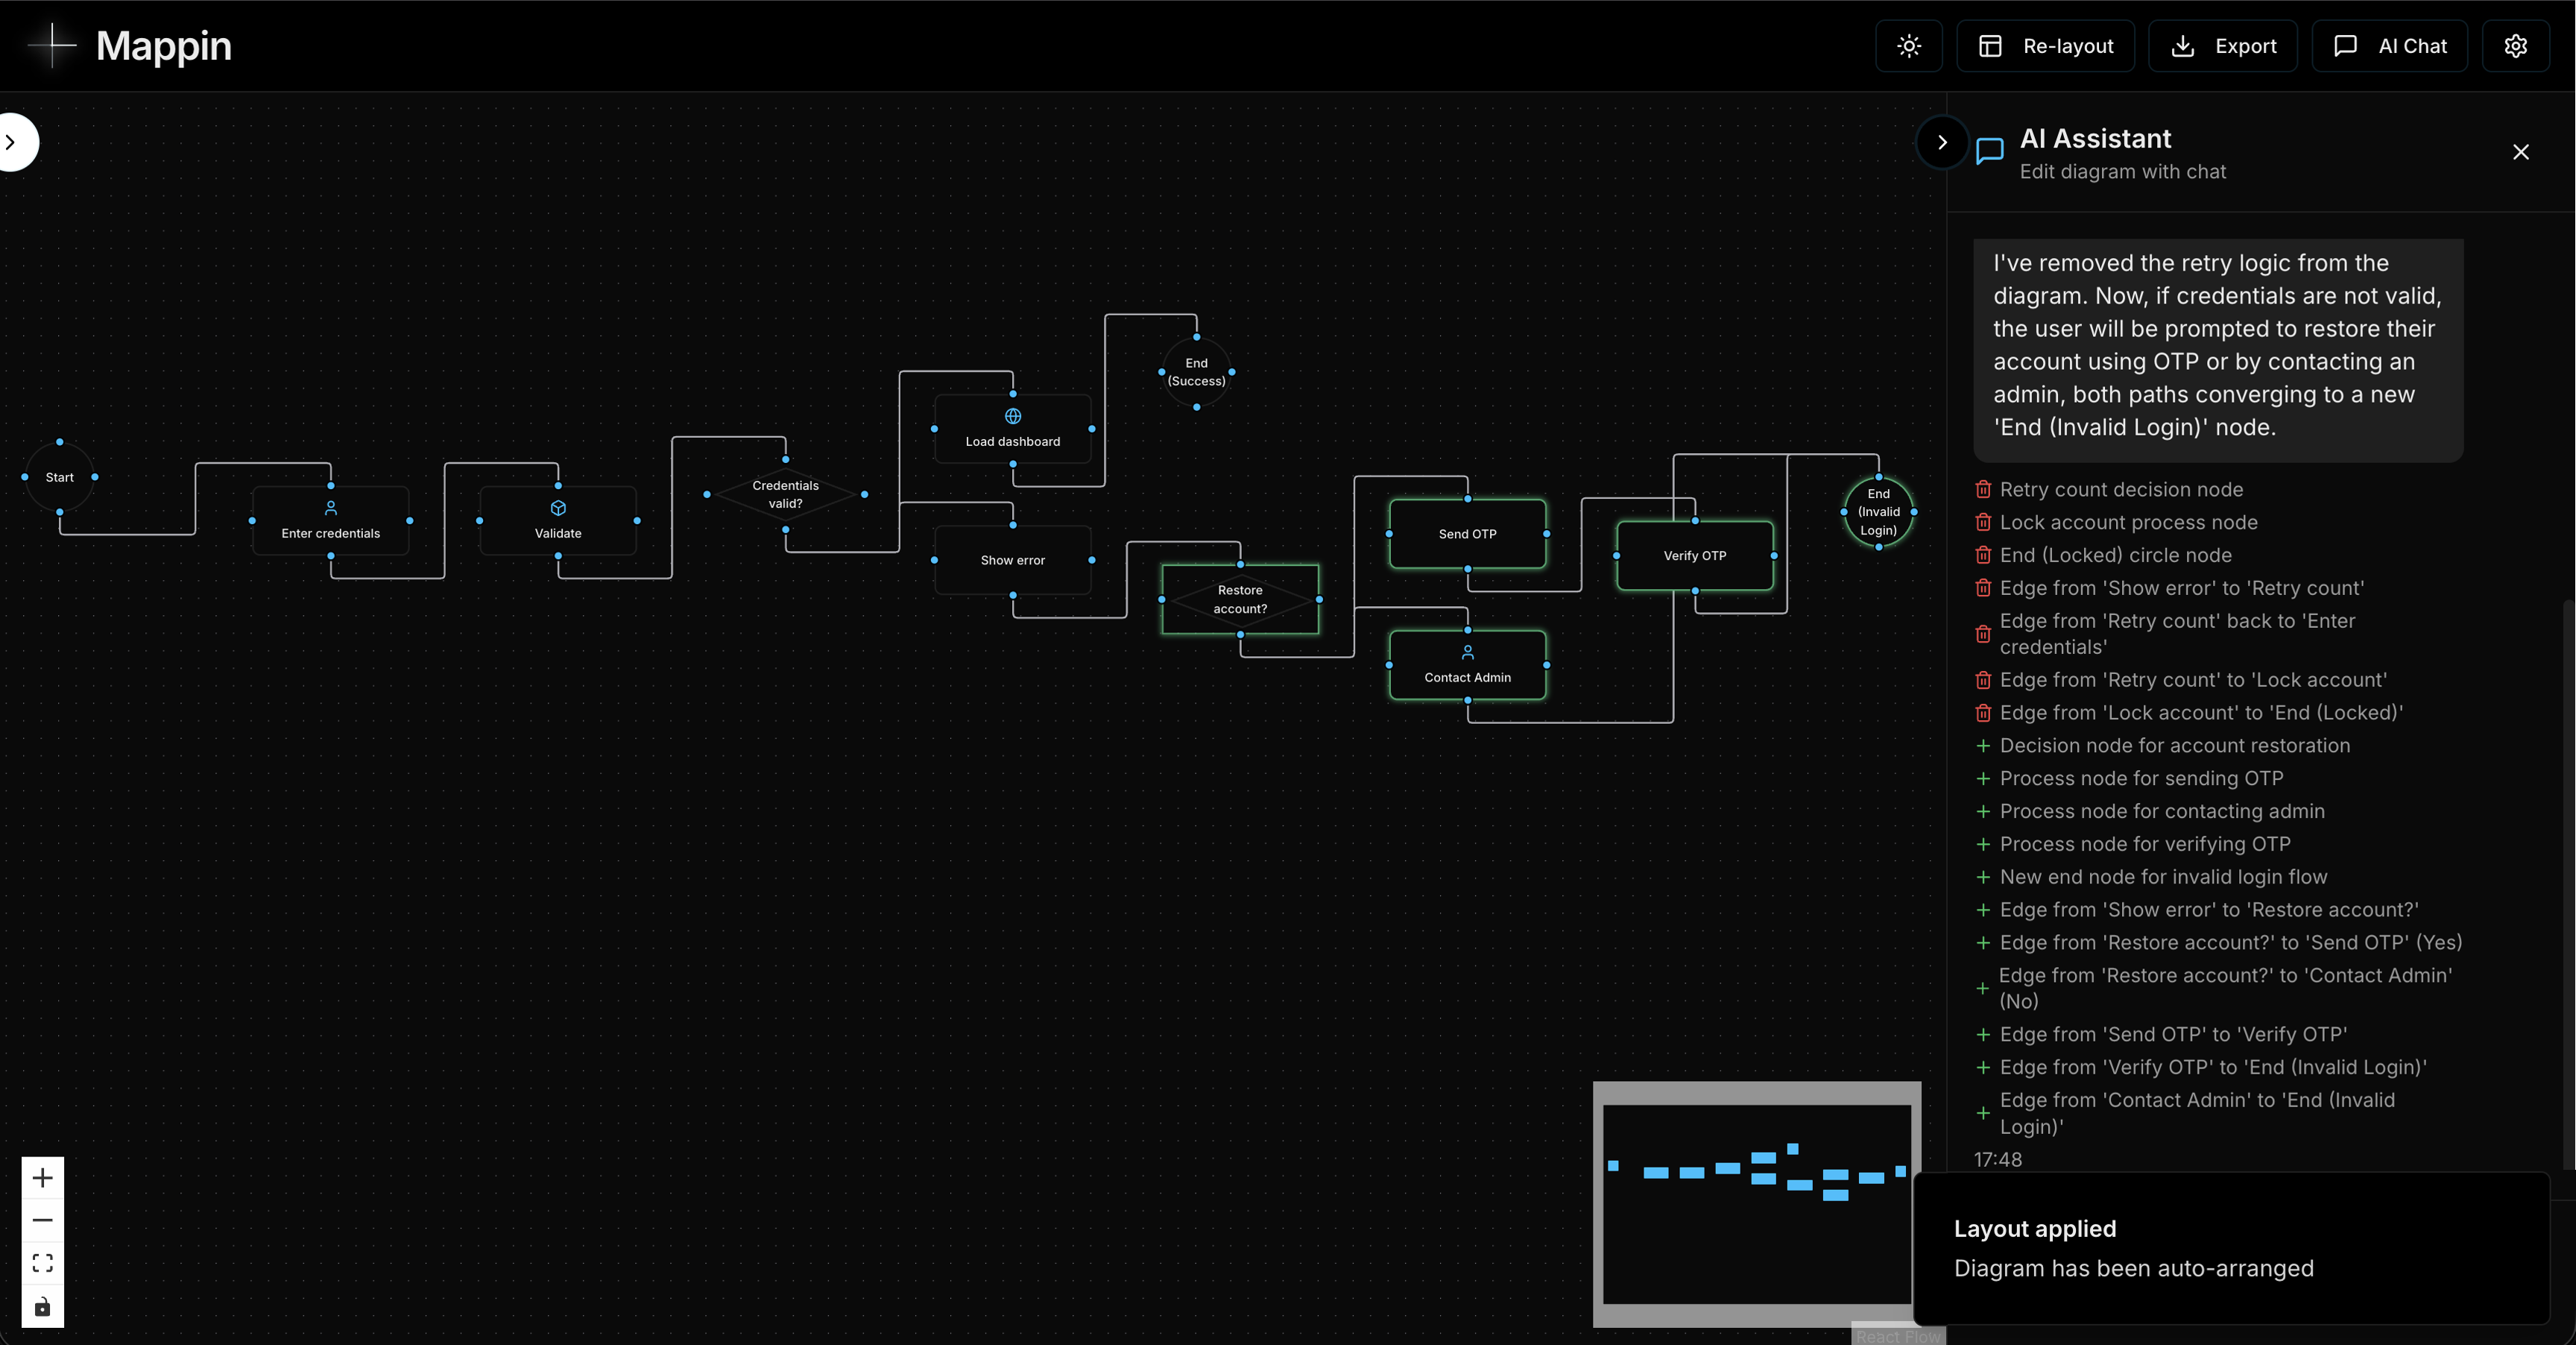 Mappin
Re-layout
Export
AI Chat
AI Assistant
Edit diagram with chat
I've removed the retry logic from the
diagram. Now, if credentials are not valid,
the user will be prompted to restore their
account using OTP or by contacting an
admin, both paths converging to a new
'End (Invalid Login)' node.
Retry count decision node
Lock account process node
End (Locked) circle node
Edge from 'Show error' to 'Retry count'
Edge from 'Retry count' back to 'Enter
credentials'
Edge from 'Retry count' to 'Lock account'
Edge from 'Lock account' to 'End (Locked)'
+ Decision node for account restoration
+ Process node for sending OTP
+ Process node for contacting admin
+ Process node for verifying OTP
+ New end node for invalid login flow
+ Edge from 'Show error' to 'Restore account?'
+ Edge from 'Restore account?' to 'Send OTP' (Yes)
+ Edge from 'Restore account?' to 'Contact Admin'
(No)
+ Edge from 'Send OTP' to 'Verify OTP'
+ Edge from 'Verify OTP' to 'End (Invalid Login)'
+ Edge from 'Contact Admin' to 'End (Invalid
Login)'
17:48
Start
Enter credentials
Validate
Credentials
valid?
Load dashboard
End
(Success)
Show error
Restore
account?
Send OTP
Contact Admin
Verify OTP
End
(Invalid
Login)
Layout applied
Diagram has been auto-arranged
React Flow